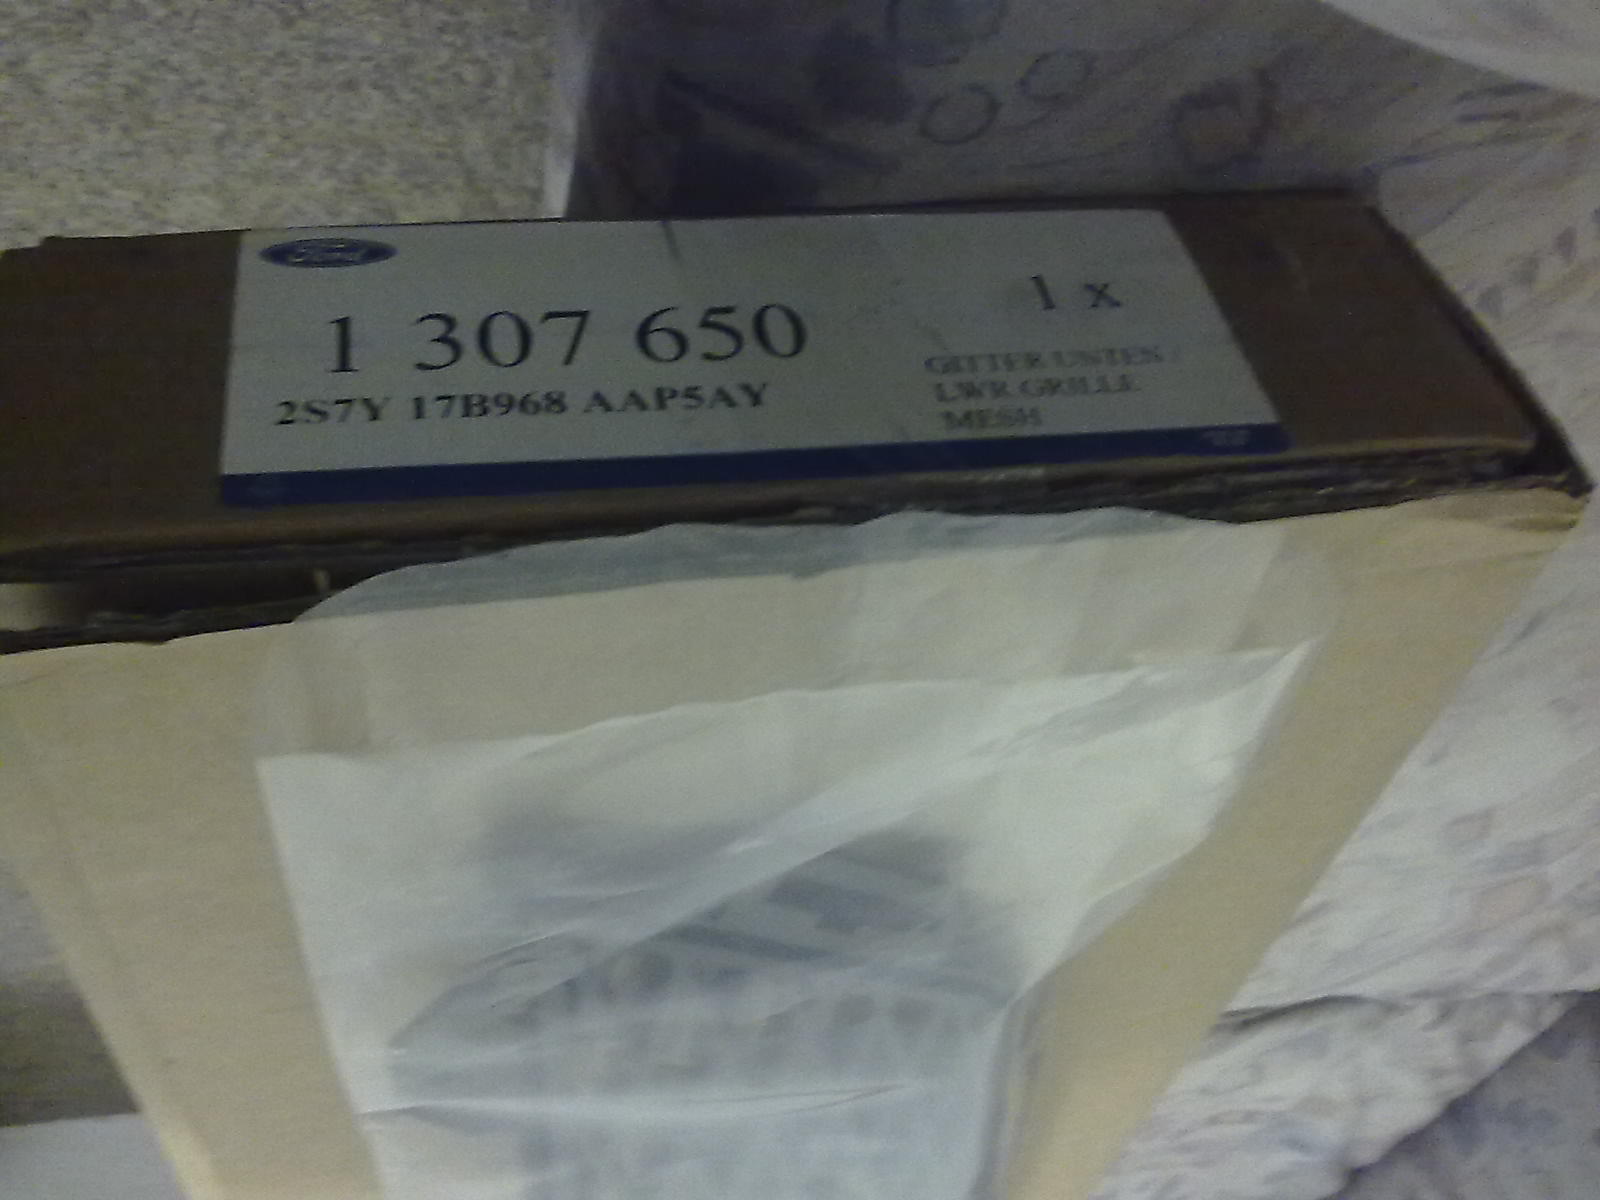 Ford
1 307 650
1 x
2S7Y 17B968 AAP5AY
GITTER UNTEN /
LWR GRILLE
MESH